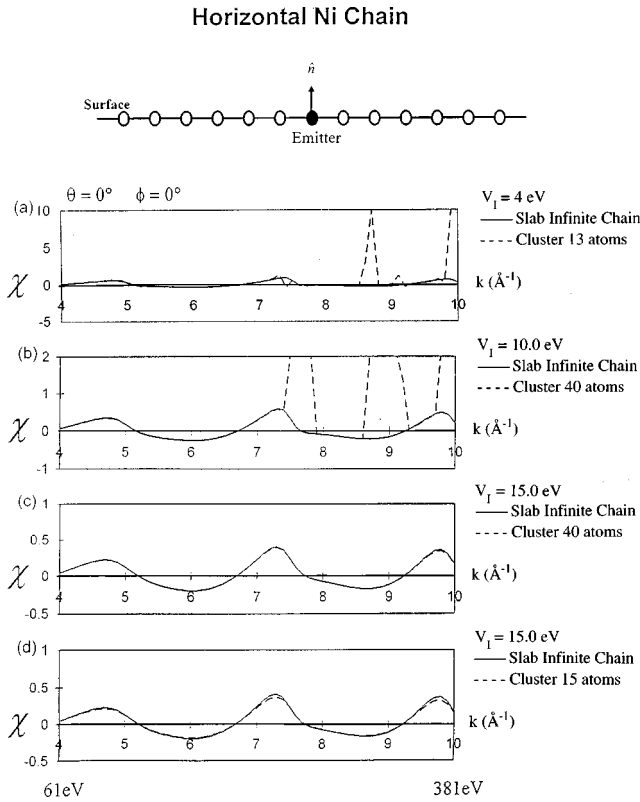 Horizontal Ni Chain
n̂
Surface
Emitter
θ = 0° ϕ = 0°
(a) 10
5
0
-5
χ
4 5 6 7 8 9 10
k (Å⁻¹)
V_I = 4 eV
Slab Infinite Chain
Cluster 13 atoms
(b) 2
1
0
-1
χ
4 5 6 7 8 9 10
k (Å⁻¹)
V_I = 10.0 eV
Slab Infinite Chain
Cluster 40 atoms
(c) 1
0.5
0
-0.5
χ
4 5 6 7 8 9 10
k (Å⁻¹)
V_I = 15.0 eV
Slab Infinite Chain
Cluster 40 atoms
(d) 1
0.5
0
-0.5
χ
4 5 6 7 8 9 10
k (Å⁻¹)
V_I = 15.0 eV
Slab Infinite Chain
Cluster 15 atoms
61eV 381eV